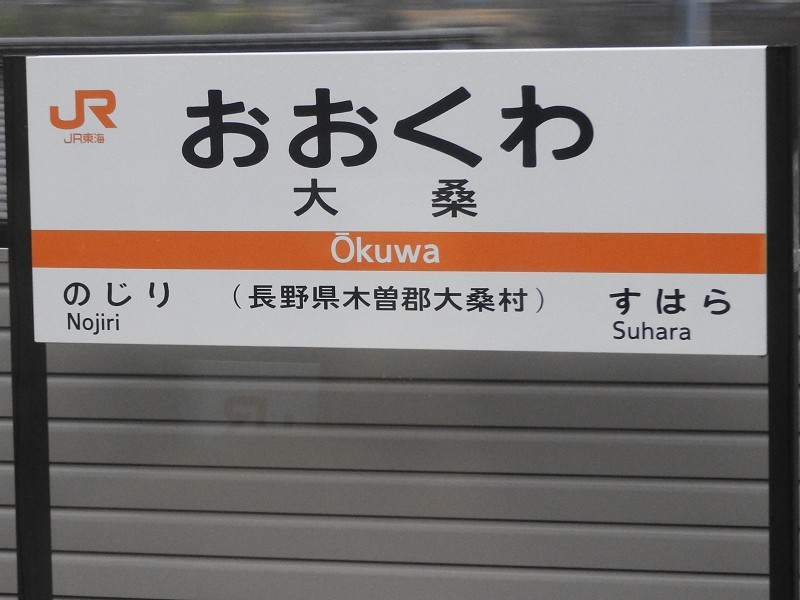 JR
JR東海
おおくわ
大桑
Ōkuwa
のじり
Nojiri
（長野県木曽郡大桑村）
すはら
Suhara